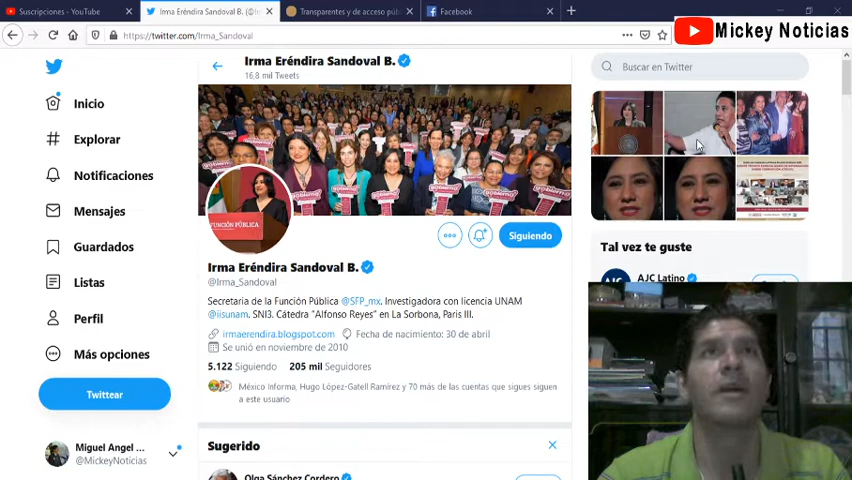 Suscripciones - YouTube
Irma Eréndira Sandoval B. (@I
Transparentes y de acceso públ
Facebook
https://twitter.com/Irma_Sandoval
Mickey Noticias
Irma Eréndira Sandoval B.
16,8 mil Tweets
Buscar en Twitter
Inicio
Explorar
Notificaciones
Mensajes
Guardados
Listas
Perfil
Más opciones
Twittear
Miguel Angel ...
@MickeyNoticias
FUNCIÓN PÚBLICA
Siguiendo
Irma Eréndira Sandoval B.
@Irma_Sandoval
Secretaria de la Función Pública @SFP_mx. Investigadora con licencia UNAM
@iisunam. SNI3. Cátedra "Alfonso Reyes" en La Sorbona, Paris III.
irmaerendira.blogspot.com Fecha de nacimiento: 30 de abril
Se unió en noviembre de 2010
5.122 Siguiendo 205 mil Seguidores
México Informa, Hugo López-Gatell Ramírez y 70 más de las cuentas que sigues siguen
a este usuario
Sugerido
Olga Sánchez Cordero
Tal vez te guste
AJC
AJC Latino